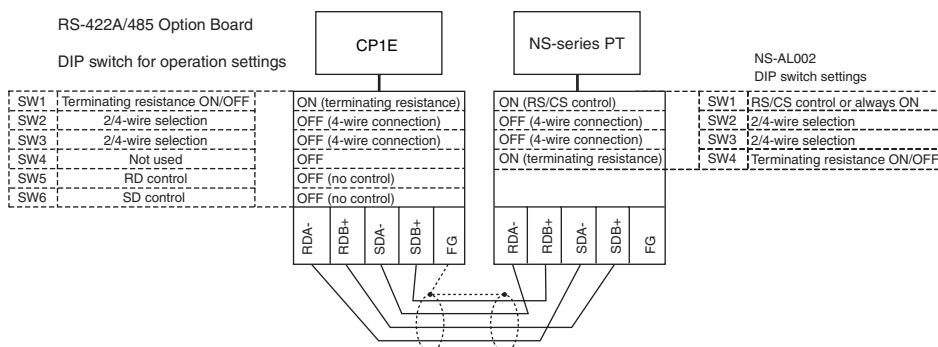 RS-422A/485 Option Board
DIP switch for operation settings
CP1E
NS-series PT
NS-AL002
DIP switch settings
SW1 Terminating resistance ON/OFF
SW2 2/4-wire selection
SW3 2/4-wire selection
SW4 Not used
SW5 RD control
SW6 SD control
ON (terminating resistance)
OFF (4-wire connection)
OFF (4-wire connection)
OFF
OFF (no control)
OFF (no control)
RDA-
RDB+
SDA-
SDB+
FG
ON (RS/CS control)
OFF (4-wire connection)
OFF (4-wire connection)
ON (terminating resistance)
RDA-
RDB+
SDA-
SDB+
FG
SW1 RS/CS control or always ON
SW2 2/4-wire selection
SW3 2/4-wire selection
SW4 Terminating resistance ON/OFF